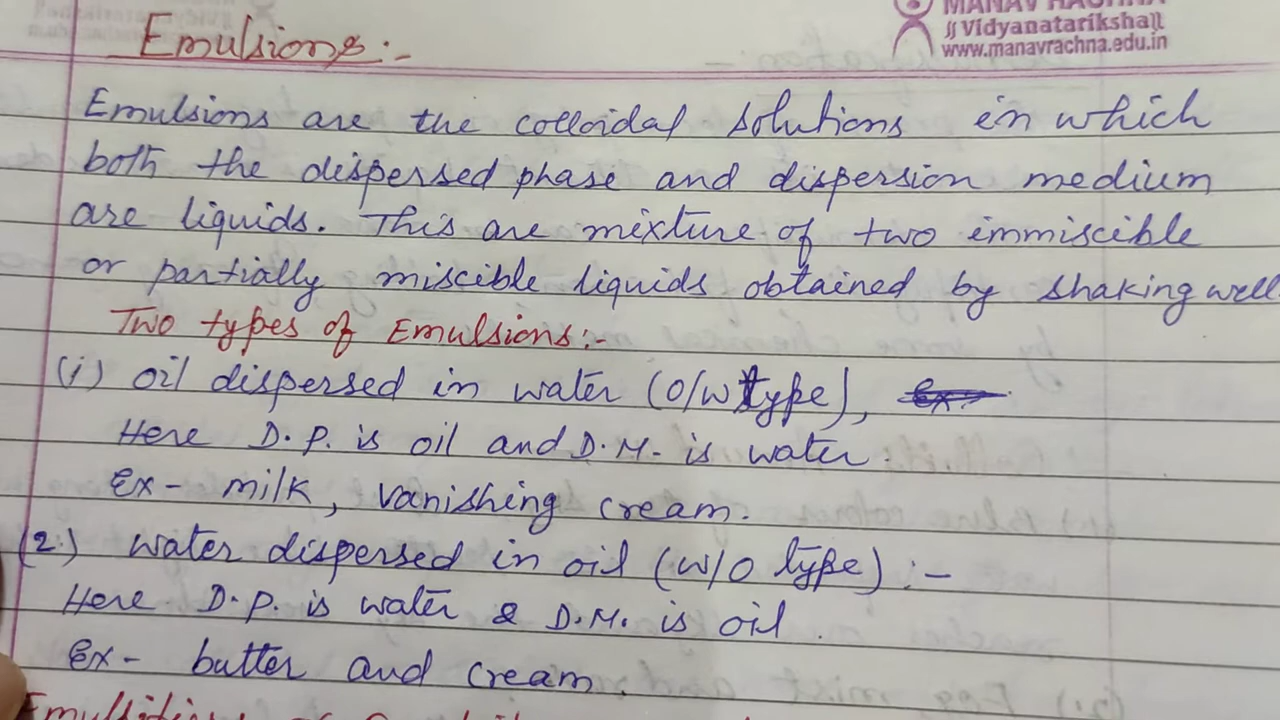 MANAV RACHNA
|| Vidyanatariksha ||
www.manavrachna.edu.in
Emulsions:-
Emulsions are the colloidal solutions in which
both the dispersed phase and dispersion medium
are liquids. This are mixture of two immiscible
or partially miscible liquids obtained by shaking well
Two types of Emulsions:-
(i) oil dispersed in water (O/W type),
Here D.P. is oil and D.M. is water.
Ex- milk, vanishing cream.
(2.) water dispersed in oil (W/O type) :-
Here D.P. is water & D.M. is oil.
Ex- butter and cream.